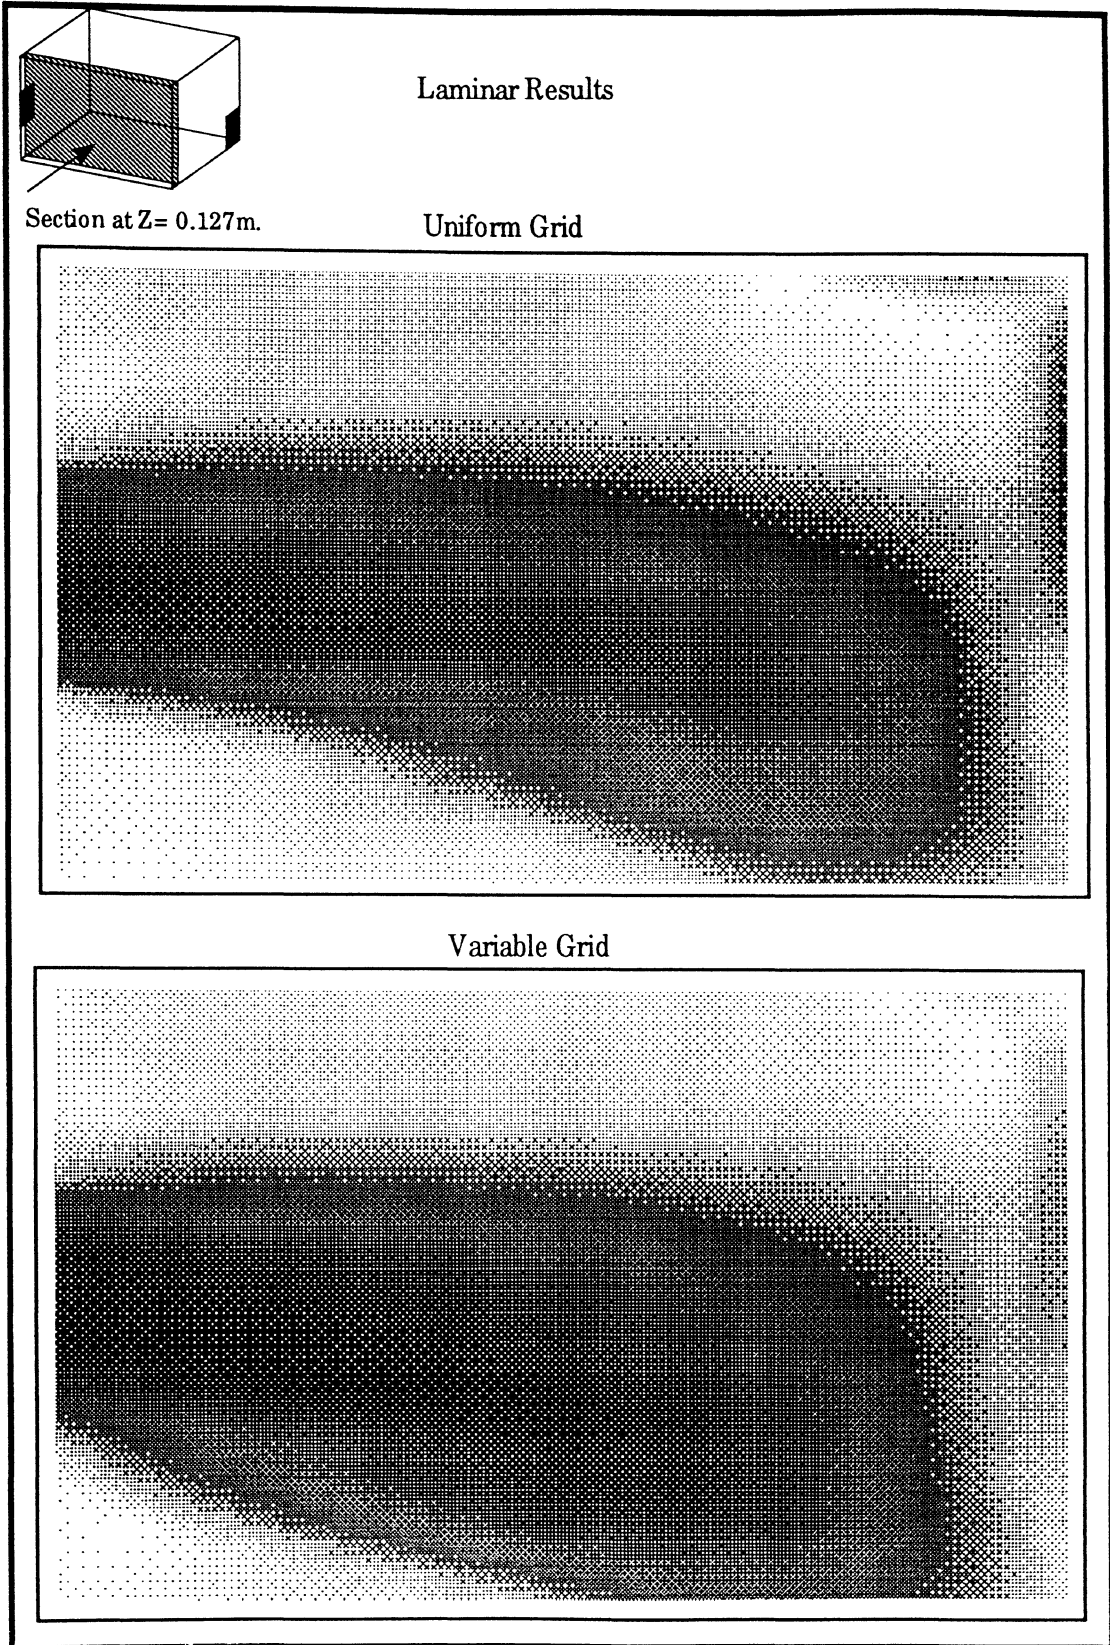 Laminar Results
Section at Z= 0.127m.
Uniform Grid
Variable Grid